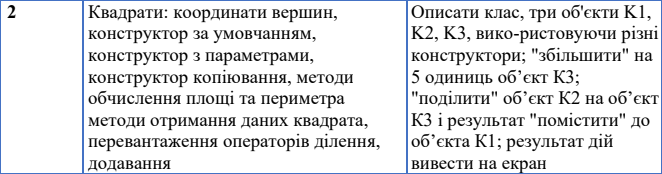 2
Квадрати: координати вершин,
конструктор за умовчанням,
конструктор з параметрами,
конструктор копіювання, методи
обчислення площі та периметра
методи отримання даних квадрата,
перевантаження операторів ділення,
додавання
Описати клас, три об'єкти K1,
K2, K3, вико-ристовуючи різні
конструктори; "збільшити" на
5 одиниць об’єкт К3;
"поділити" об’єкт К2 на об’єкт
К3 і результат "помістити" до
об’єкта К1; результат дій
вивести на екран